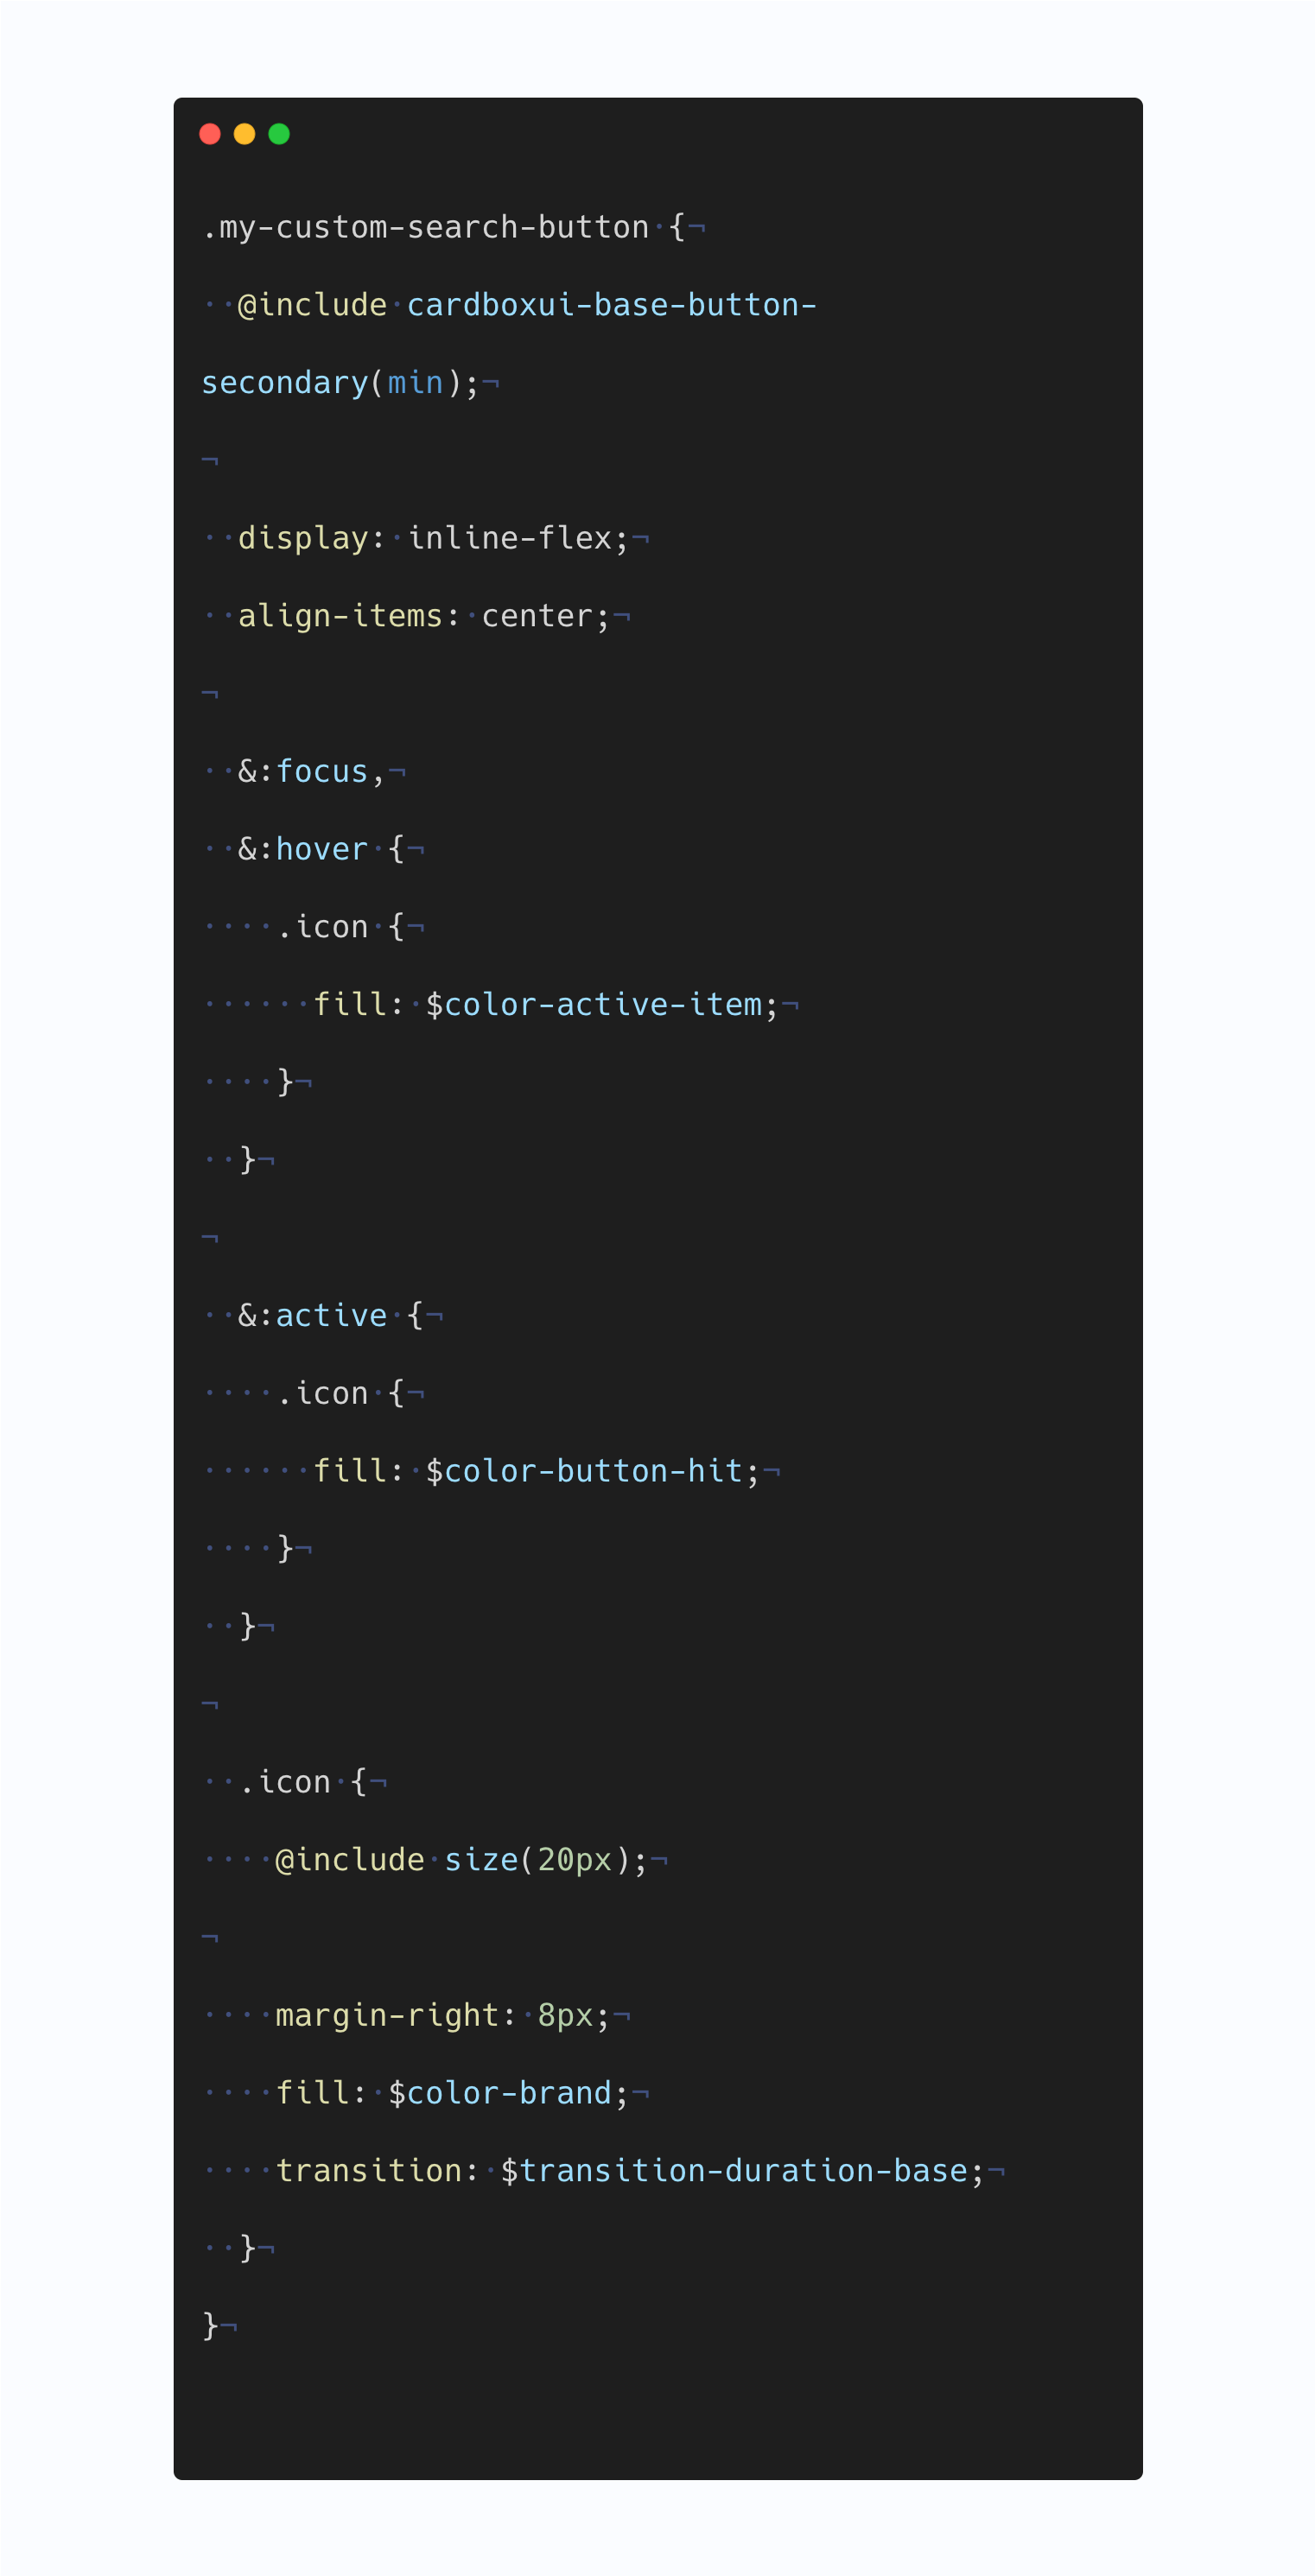 .my-custom-search-button·{¬
··@include·cardboxui-base-button-
secondary(min);¬
¬
··display:·inline-flex;¬
··align-items:·center;¬
¬
··&:focus,¬
··&:hover·{¬
····.icon·{¬
······fill:·$color-active-item;¬
····}¬
··}¬
¬
··&:active·{¬
····.icon·{¬
······fill:·$color-button-hit;¬
····}¬
··}¬
¬
··.icon·{¬
····@include·size(20px);¬
¬
····margin-right:·8px;¬
····fill:·$color-brand;¬
····transition:·$transition-duration-base;¬
··}¬
}¬